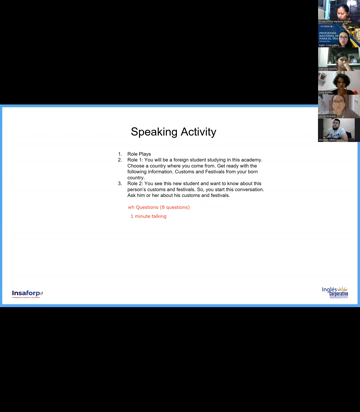 Speaking Activity
1. Role Plays
2. Role 1: You will be a foreign student studying in this academy.
Choose a country where you come from. Get ready with the
following information. Customs and Festivals from your born
country.
3. Role 2: You see this new student and want to know about this
person's customs and festivals. So, you start this conversation.
Ask him or her about his customs and festivals.
wh Questions (8 questions)
1 minute talking
Insaforp
Inglés
Corporativo